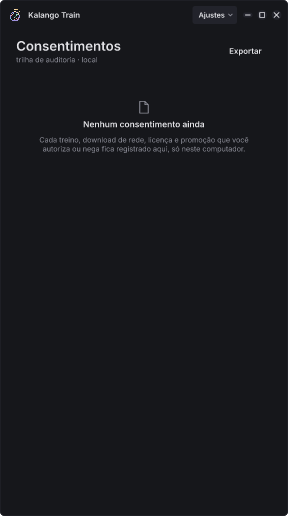 Kalango Train
Ajustes
Consentimentos
Exportar
trilha de auditoria · local
Nenhum consentimento ainda
Cada treino, download de rede, licença e promoção que você
autoriza ou nega fica registrado aqui, só neste computador.